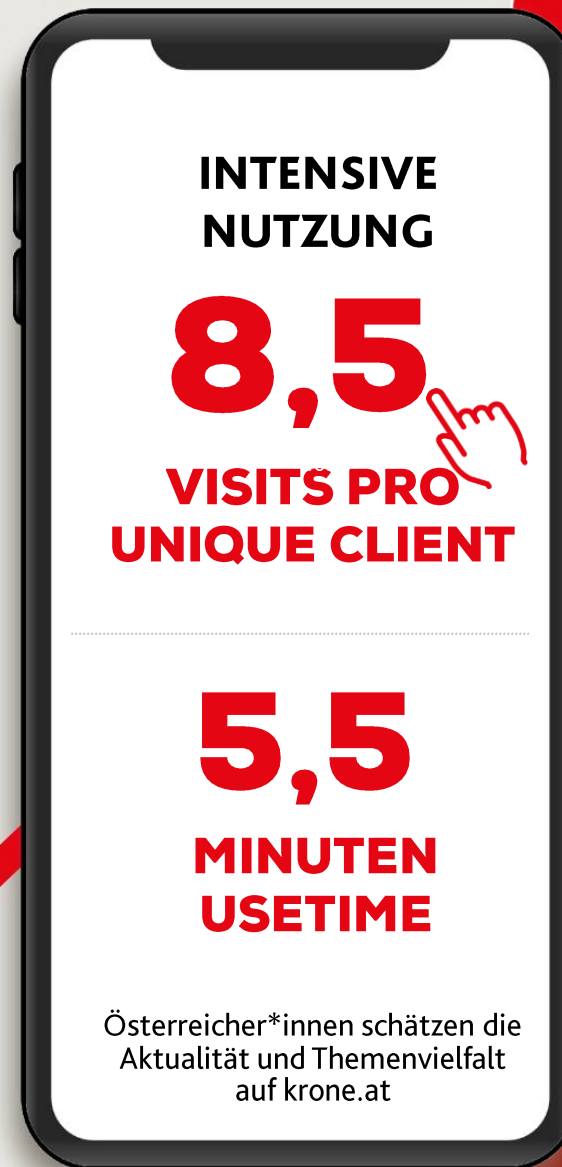 INTENSIVE
NUTZUNG
8,5
VISITS PRO
UNIQUE CLIENT
5,5
MINUTEN
USETIME
Österreicher*innen schätzen die
Aktualität und Themenvielfalt
auf krone.at